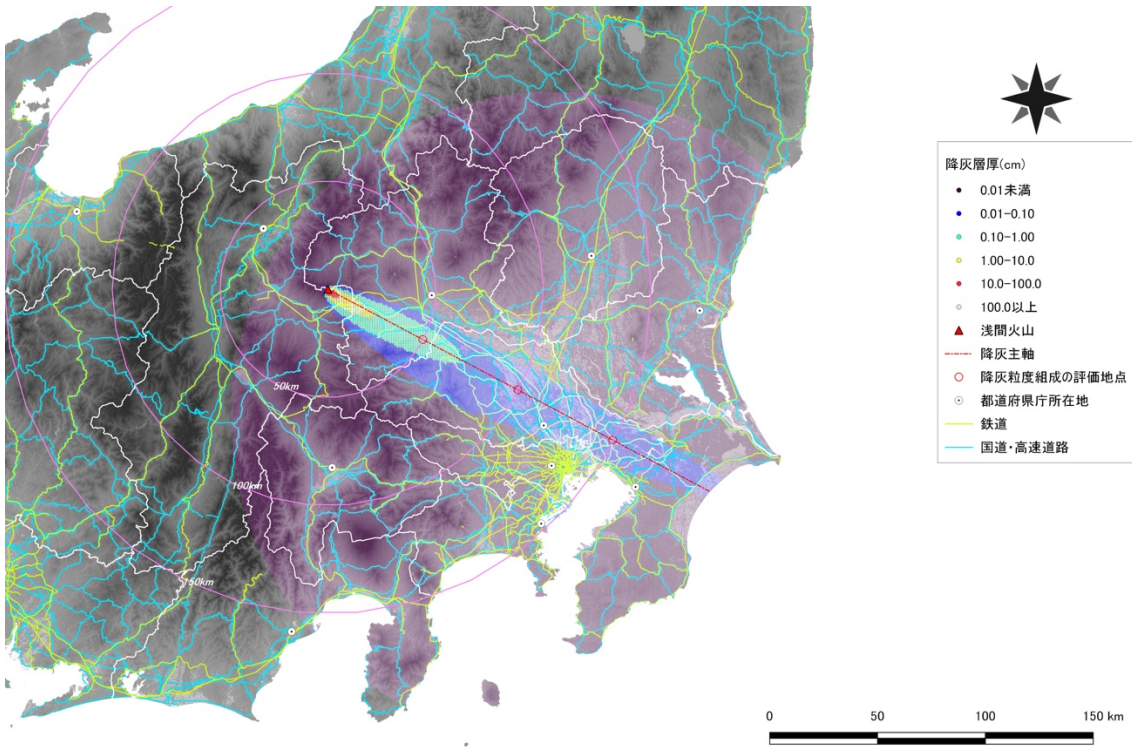 降灰層厚(cm)
0.01未満
0.01-0.10
0.10-1.00
1.00-10.0
10.0-100.0
100.0以上
浅間火山
降灰主軸
降灰粒度組成の評価地点
都道府県庁所在地
鉄道
国道・高速道路
50km
100km
150km
0 50 100 150 km